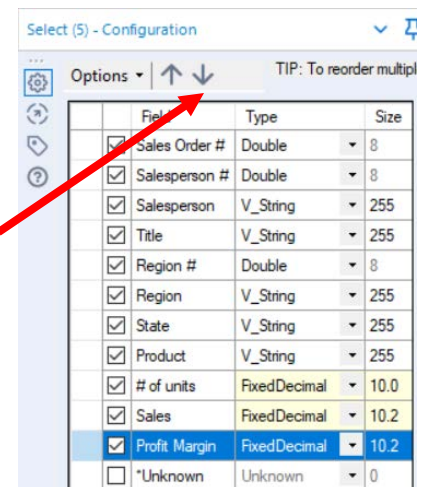 Select (5) - Configuration
Options TIP: To reorder multipl
Fiel Type Size
Sales Order # Double 8
Salesperson # Double 8
Salesperson V_String 255
Title V_String 255
Region # Double 8
Region V_String 255
State V_String 255
Product V_String 255
# of units FixedDecimal 10.0
Sales FixedDecimal 10.2
Profit Margin FixedDecimal 10.2
*Unknown Unknown 0